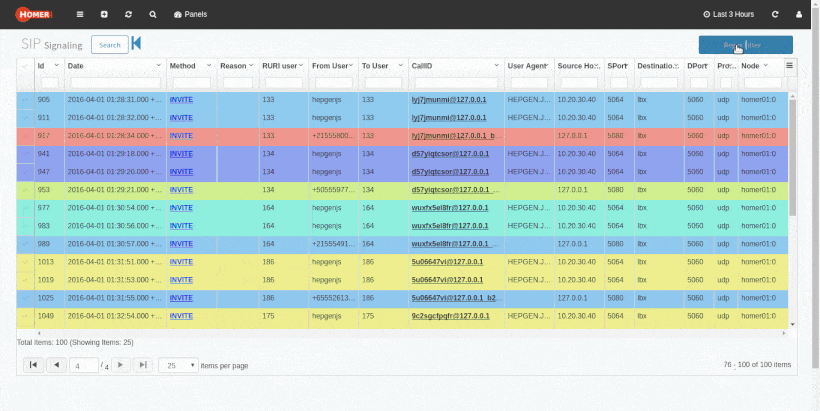 HOMER Panels Last 3 Hours
SIP Signaling Search
Id Date Method Reason RURI user From User To User CallID User Agent Source Ho... SPort Destinatio... DPort Pro... Node
905 2016-04-01 01:28:31.000 +... INVITE 133 hepgenjs 133 lyj7jmunmi@127.0.0.1 HEPGEN.J... 10.20.30.40 5064 lbx 5060 udp homer01:0
911 2016-04-01 01:28:32.000 +... INVITE 133 hepgenjs 133 lyj7jmunmi@127.0.0.1 HEPGEN.J... 10.20.30.40 5064 lbx 5060 udp homer01:0
917 2016-04-01 01:28:34.000 +... INVITE 133 +21555800... 133 lyj7jmunmi@127.0.0.1_b... 127.0.0.1 5080 lbx 5060 udp homer01:0
941 2016-04-01 01:29:18.000 +... INVITE 134 hepgenjs 134 d57yiqtcsor@127.0.0.1 HEPGEN.J... 10.20.30.40 5064 lbx 5060 udp homer01:0
947 2016-04-01 01:29:20.000 +... INVITE 134 hepgenjs 134 d57yiqtcsor@127.0.0.1 HEPGEN.J... 10.20.30.40 5064 lbx 5060 udp homer01:0
953 2016-04-01 01:29:21.000 +... INVITE 134 +50555977... 134 d57yiqtcsor@127.0.0.1_... 127.0.0.1 5080 lbx 5060 udp homer01:0
977 2016-04-01 01:30:54.000 +... INVITE 164 hepgenjs 164 wuxfx5el8fr@127.0.0.1 HEPGEN.J... 10.20.30.40 5064 lbx 5060 udp homer01:0
983 2016-04-01 01:30:56.000 +... INVITE 164 hepgenjs 164 wuxfx5el8fr@127.0.0.1 HEPGEN.J... 10.20.30.40 5064 lbx 5060 udp homer01:0
989 2016-04-01 01:30:57.000 +... INVITE 164 +21555491... 164 wuxfx5el8fr@127.0.0.1_... 127.0.0.1 5080 lbx 5060 udp homer01:0
1013 2016-04-01 01:31:51.000 +... INVITE 186 hepgenjs 186 5u06647vi@127.0.0.1 HEPGEN.J... 10.20.30.40 5064 lbx 5060 udp homer01:0
1019 2016-04-01 01:31:53.000 +... INVITE 186 hepgenjs 186 5u06647vi@127.0.0.1 HEPGEN.J... 10.20.30.40 5064 lbx 5060 udp homer01:0
1025 2016-04-01 01:31:55.000 +... INVITE 186 +65552613... 186 5u06647vi@127.0.0.1_b2... 127.0.0.1 5080 lbx 5060 udp homer01:0
1049 2016-04-01 01:32:54.000 +... INVITE 175 hepgenjs 175 9c2sgcfpqfr@127.0.0.1 HEPGEN.J... 10.20.30.40 5064 lbx 5060 udp homer01:0
Total Items: 100 (Showing Items: 25)
4 / 4 25 items per page 76 - 100 of 100 items